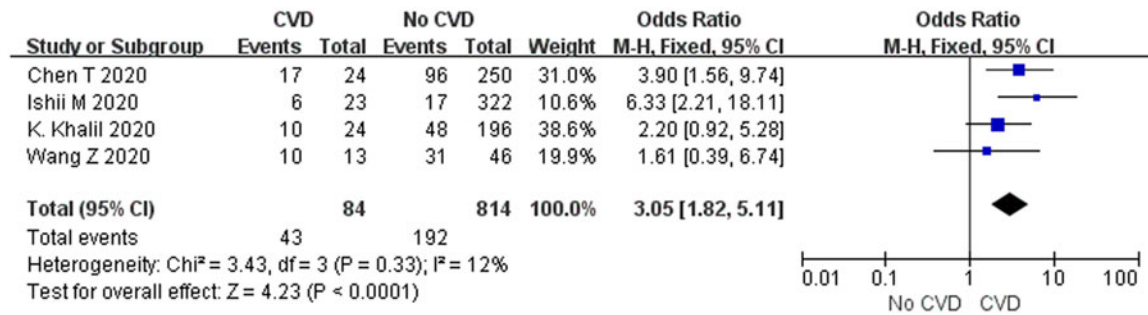 CVD No CVD Odds Ratio Odds Ratio
Study or Subgroup Events Total Events Total Weight M-H, Fixed, 95% CI M-H, Fixed, 95% CI
Chen T 2020 17 24 96 250 31.0% 3.90 [1.56, 9.74]
Ishii M 2020 6 23 17 322 10.6% 6.33 [2.21, 18.11]
K. Khalil 2020 10 24 48 196 38.6% 2.20 [0.92, 5.28]
Wang Z 2020 10 13 31 46 19.9% 1.61 [0.39, 6.74]
Total (95% CI) 84 814 100.0% 3.05 [1.82, 5.11]
Total events 43 192
Heterogeneity: Chi² = 3.43, df = 3 (P = 0.33); I² = 12%
Test for overall effect: Z = 4.23 (P < 0.0001)
0.01 0.1 1 10 100
No CVD CVD